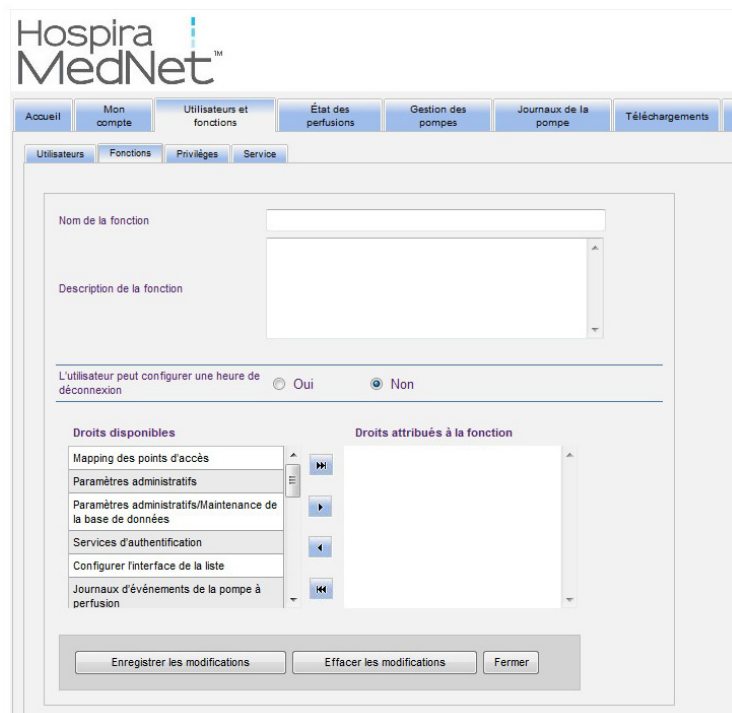 Hospira
MedNet™
Accueil
Mon
compte
Utilisateurs et
fonctions
État des
perfusions
Gestion des
pompes
Journaux de la
pompe
Téléchargements
Utilisateurs
Fonctions
Privilèges
Service
Nom de la fonction
Description de la fonction
L'utilisateur peut configurer une heure de
déconnexion
Oui
Non
Droits disponibles
Droits attribués à la fonction
Mapping des points d'accès
Paramètres administratifs
Paramètres administratifs/Maintenance de
la base de données
Services d'authentification
Configurer l'interface de la liste
Journaux d'événements de la pompe à
perfusion
Enregistrer les modifications
Effacer les modifications
Fermer